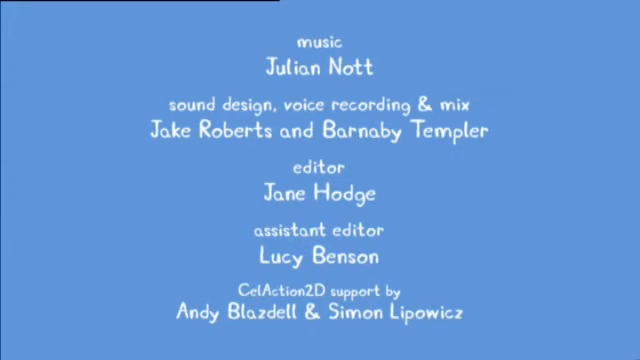 music
Julian Nott
sound design, voice recording & mix
Jake Roberts and Barnaby Templer
editor
Jane Hodge
assistant editor
Lucy Benson
CelAction2D support by
Andy Blazdell & Simon Lipowicz